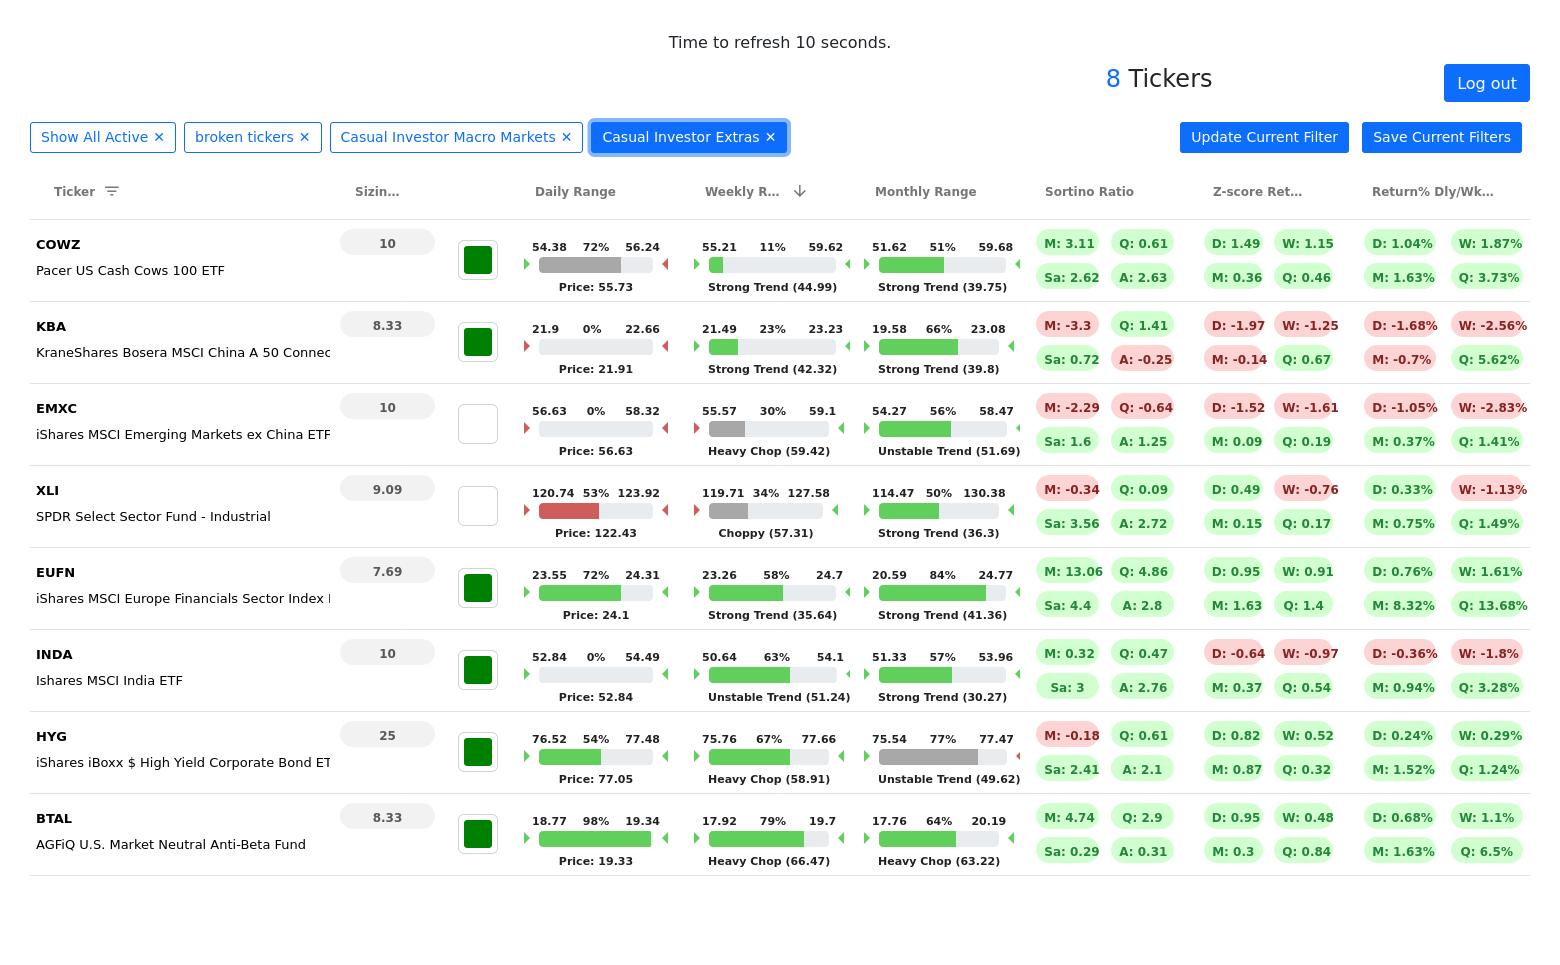 Time to refresh 10 seconds.
8 Tickers
Log out
Show All Active ✕ broken tickers ✕ Casual Investor Macro Markets ✕ Casual Investor Extras ✕ Update Current Filter Save Current Filters
Ticker Sizin… Daily Range Weekly R… Monthly Range Sortino Ratio Z-score Ret… Return% Dly/Wk…
COWZ 10 54.38 72% 56.24 55.21 11% 59.62 51.62 51% 59.68 M: 3.11 Q: 0.61 D: 1.49 W: 1.15 D: 1.04% W: 1.87%
Pacer US Cash Cows 100 ETF Price: 55.73 Strong Trend (44.99) Strong Trend (39.75) Sa: 2.62 A: 2.63 M: 0.36 Q: 0.46 M: 1.63% Q: 3.73%
KBA 8.33 21.9 0% 22.66 21.49 23% 23.23 19.58 66% 23.08 M: -3.3 Q: 1.41 D: -1.97 W: -1.25 D: -1.68% W: -2.56%
KraneShares Bosera MSCI China A 50 Connec Price: 21.91 Strong Trend (42.32) Strong Trend (39.8) Sa: 0.72 A: -0.25 M: -0.14 Q: 0.67 M: -0.7% Q: 5.62%
EMXC 10 56.63 0% 58.32 55.57 30% 59.1 54.27 56% 58.47 M: -2.29 Q: -0.64 D: -1.52 W: -1.61 D: -1.05% W: -2.83%
iShares MSCI Emerging Markets ex China ETF Price: 56.63 Heavy Chop (59.42) Unstable Trend (51.69) Sa: 1.6 A: 1.25 M: 0.09 Q: 0.19 M: 0.37% Q: 1.41%
XLI 9.09 120.74 53% 123.92 119.71 34% 127.58 114.47 50% 130.38 M: -0.34 Q: 0.09 D: 0.49 W: -0.76 D: 0.33% W: -1.13%
SPDR Select Sector Fund - Industrial Price: 122.43 Choppy (57.31) Strong Trend (36.3) Sa: 3.56 A: 2.72 M: 0.15 Q: 0.17 M: 0.75% Q: 1.49%
EUFN 7.69 23.55 72% 24.31 23.26 58% 24.7 20.59 84% 24.77 M: 13.06 Q: 4.86 D: 0.95 W: 0.91 D: 0.76% W: 1.61%
iShares MSCI Europe Financials Sector Index Price: 24.1 Strong Trend (35.64) Strong Trend (41.36) Sa: 4.4 A: 2.8 M: 1.63 Q: 1.4 M: 8.32% Q: 13.68%
INDA 10 52.84 0% 54.49 50.64 63% 54.1 51.33 57% 53.96 M: 0.32 Q: 0.47 D: -0.64 W: -0.97 D: -0.36% W: -1.8%
Ishares MSCI India ETF Price: 52.84 Unstable Trend (51.24) Strong Trend (30.27) Sa: 3 A: 2.76 M: 0.37 Q: 0.54 M: 0.94% Q: 3.28%
HYG 25 76.52 54% 77.48 75.76 67% 77.66 75.54 77% 77.47 M: -0.18 Q: 0.61 D: 0.82 W: 0.52 D: 0.24% W: 0.29%
iShares iBoxx $ High Yield Corporate Bond ET Price: 77.05 Heavy Chop (58.91) Unstable Trend (49.62) Sa: 2.41 A: 2.1 M: 0.87 Q: 0.32 M: 1.52% Q: 1.24%
BTAL 8.33 18.77 98% 19.34 17.92 79% 19.7 17.76 64% 20.19 M: 4.74 Q: 2.9 D: 0.95 W: 0.48 D: 0.68% W: 1.1%
AGFiQ U.S. Market Neutral Anti-Beta Fund Price: 19.33 Heavy Chop (66.47) Heavy Chop (63.22) Sa: 0.29 A: 0.31 M: 0.3 Q: 0.84 M: 1.63% Q: 6.5%